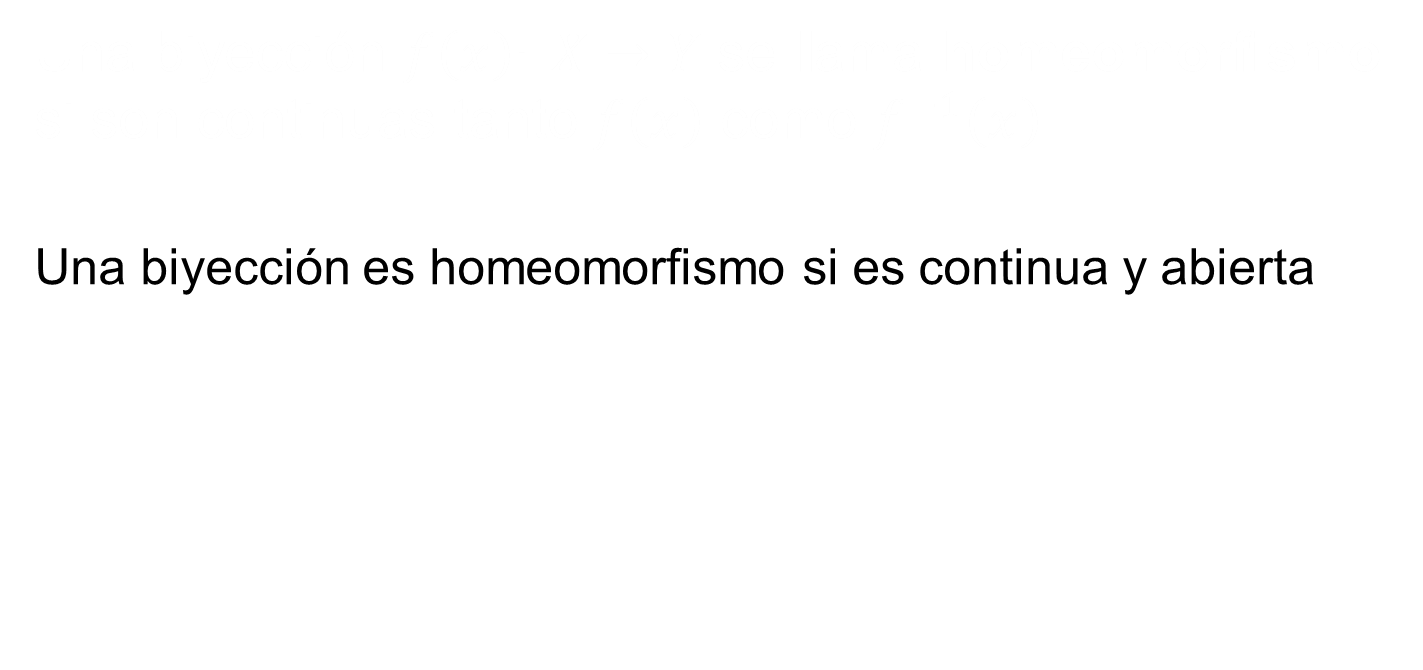 Una biyección es homeomorfismo si es continua y abierta